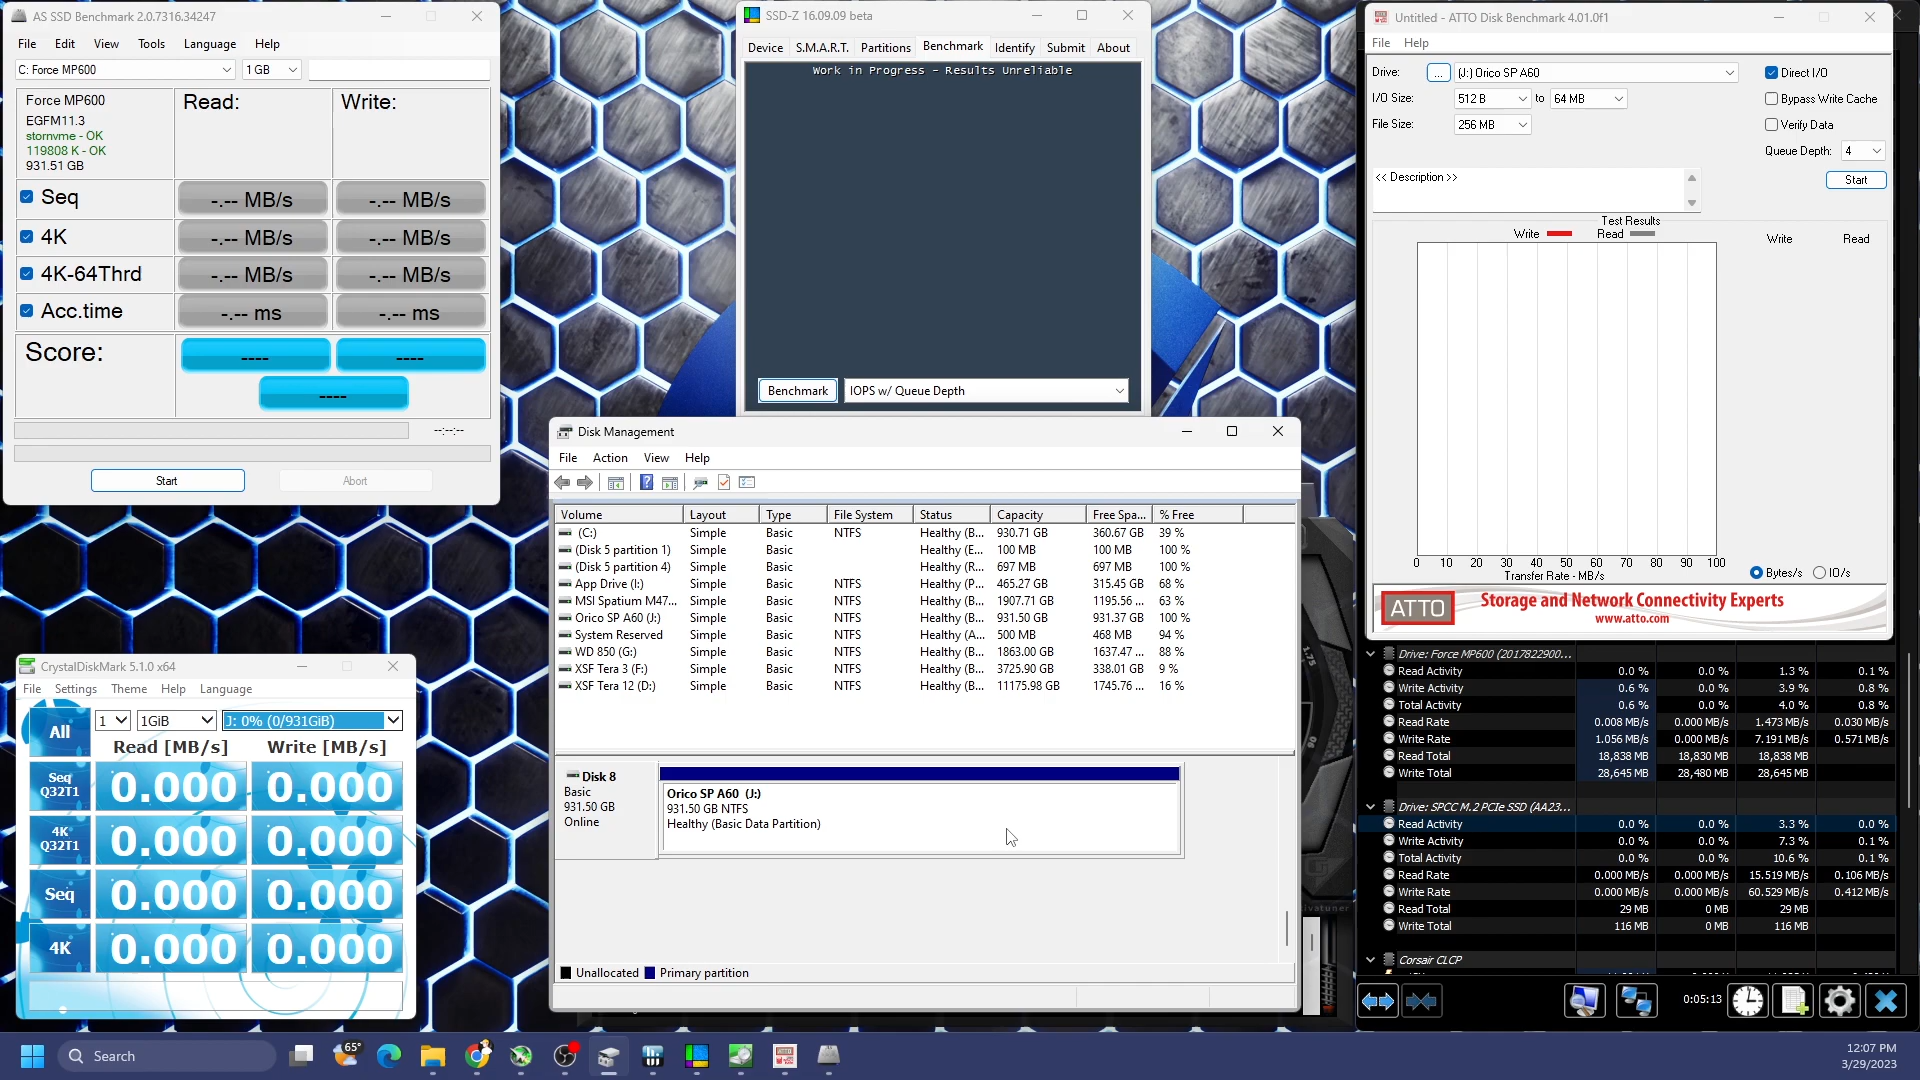 AS SSD Benchmark 2.0.7316.34247
File Edit View Tools Language Help
C: Force MP600 1 GB
Force MP600
EGFM11.3
stornvme - OK
119808 K - OK
931.51 GB
Read: Write:
Seq -.-- MB/s -.-- MB/s
4K -.-- MB/s -.-- MB/s
4K-64Thrd -.-- MB/s -.-- MB/s
Acc.time -.-- ms -.-- ms
Score: ---- ----
----
--:--:--
Start Abort
SSD-Z 16.09.09 beta
Device S.M.A.R.T. Partitions Benchmark Identify Submit About
Work in Progress - Results Unreliable
Benchmark IOPS w/ Queue Depth
Untitled - ATTO Disk Benchmark 4.01.0f1
File Help
Drive: ... (J:) Orico SP A60 Direct I/O
I/O Size: 512 B to 64 MB Bypass Write Cache
File Size: 256 MB Verify Data
Queue Depth: 4
<< Description >> Start
Test Results
Write Read Write Read
0 10 20 30 40 50 60 70 80 90 100
Transfer Rate - MB/s
Bytes/s IO/s
ATTO Storage and Network Connectivity Experts
www.atto.com
Disk Management
File Action View Help
Volume Layout Type File System Status Capacity Free Spa... % Free
(C:) Simple Basic NTFS Healthy (B... 930.71 GB 360.67 GB 39 %
(Disk 5 partition 1) Simple Basic Healthy (E... 100 MB 100 MB 100 %
(Disk 5 partition 4) Simple Basic Healthy (R... 697 MB 697 MB 100 %
App Drive (I:) Simple Basic NTFS Healthy (P... 465.27 GB 315.45 GB 68 %
MSI Spatium M47... Simple Basic NTFS Healthy (B... 1907.71 GB 1195.56 ... 63 %
Orico SP A60 (J:) Simple Basic NTFS Healthy (B... 931.50 GB 931.37 GB 100 %
System Reserved Simple Basic NTFS Healthy (A... 500 MB 468 MB 94 %
WD 850 (G:) Simple Basic NTFS Healthy (B... 1863.00 GB 1637.47 ... 88 %
XSF Tera 3 (F:) Simple Basic NTFS Healthy (B... 3725.90 GB 338.01 GB 9 %
XSF Tera 12 (D:) Simple Basic NTFS Healthy (B... 11175.98 GB 1745.76 ... 16 %
Disk 8
Basic
931.50 GB
Online
Orico SP A60 (J:)
931.50 GB NTFS
Healthy (Basic Data Partition)
Unallocated Primary partition
CrystalDiskMark 5.1.0 x64
File Settings Theme Help Language
All 1 1GiB J: 0% (0/931GiB)
Read [MB/s] Write [MB/s]
Seq Q32T1 0.000 0.000
4K Q32T1 0.000 0.000
Seq 0.000 0.000
4K 0.000 0.000
Drive: Force MP600 (2017822900...
Read Activity 0.0 % 0.0 % 1.3 % 0.1 %
Write Activity 0.6 % 0.0 % 3.9 % 0.8 %
Total Activity 0.6 % 0.0 % 4.0 % 0.8 %
Read Rate 0.008 MB/s 0.000 MB/s 1.473 MB/s 0.030 MB/s
Write Rate 1.056 MB/s 0.000 MB/s 7.191 MB/s 0.571 MB/s
Read Total 18,838 MB 18,830 MB 18,838 MB
Write Total 28,645 MB 28,480 MB 28,645 MB
Drive: SPCC M.2 PCIe SSD (AA23...
Read Activity 0.0 % 0.0 % 3.3 % 0.0 %
Write Activity 0.0 % 0.0 % 7.3 % 0.1 %
Total Activity 0.0 % 0.0 % 10.6 % 0.1 %
Read Rate 0.000 MB/s 0.000 MB/s 15.519 MB/s 0.106 MB/s
Write Rate 0.000 MB/s 0.000 MB/s 60.529 MB/s 0.412 MB/s
Read Total 29 MB 0 MB 29 MB
Write Total 116 MB 0 MB 116 MB
Corsair CLCP
0:05:13
Search 65°
12:07 PM
3/29/2023